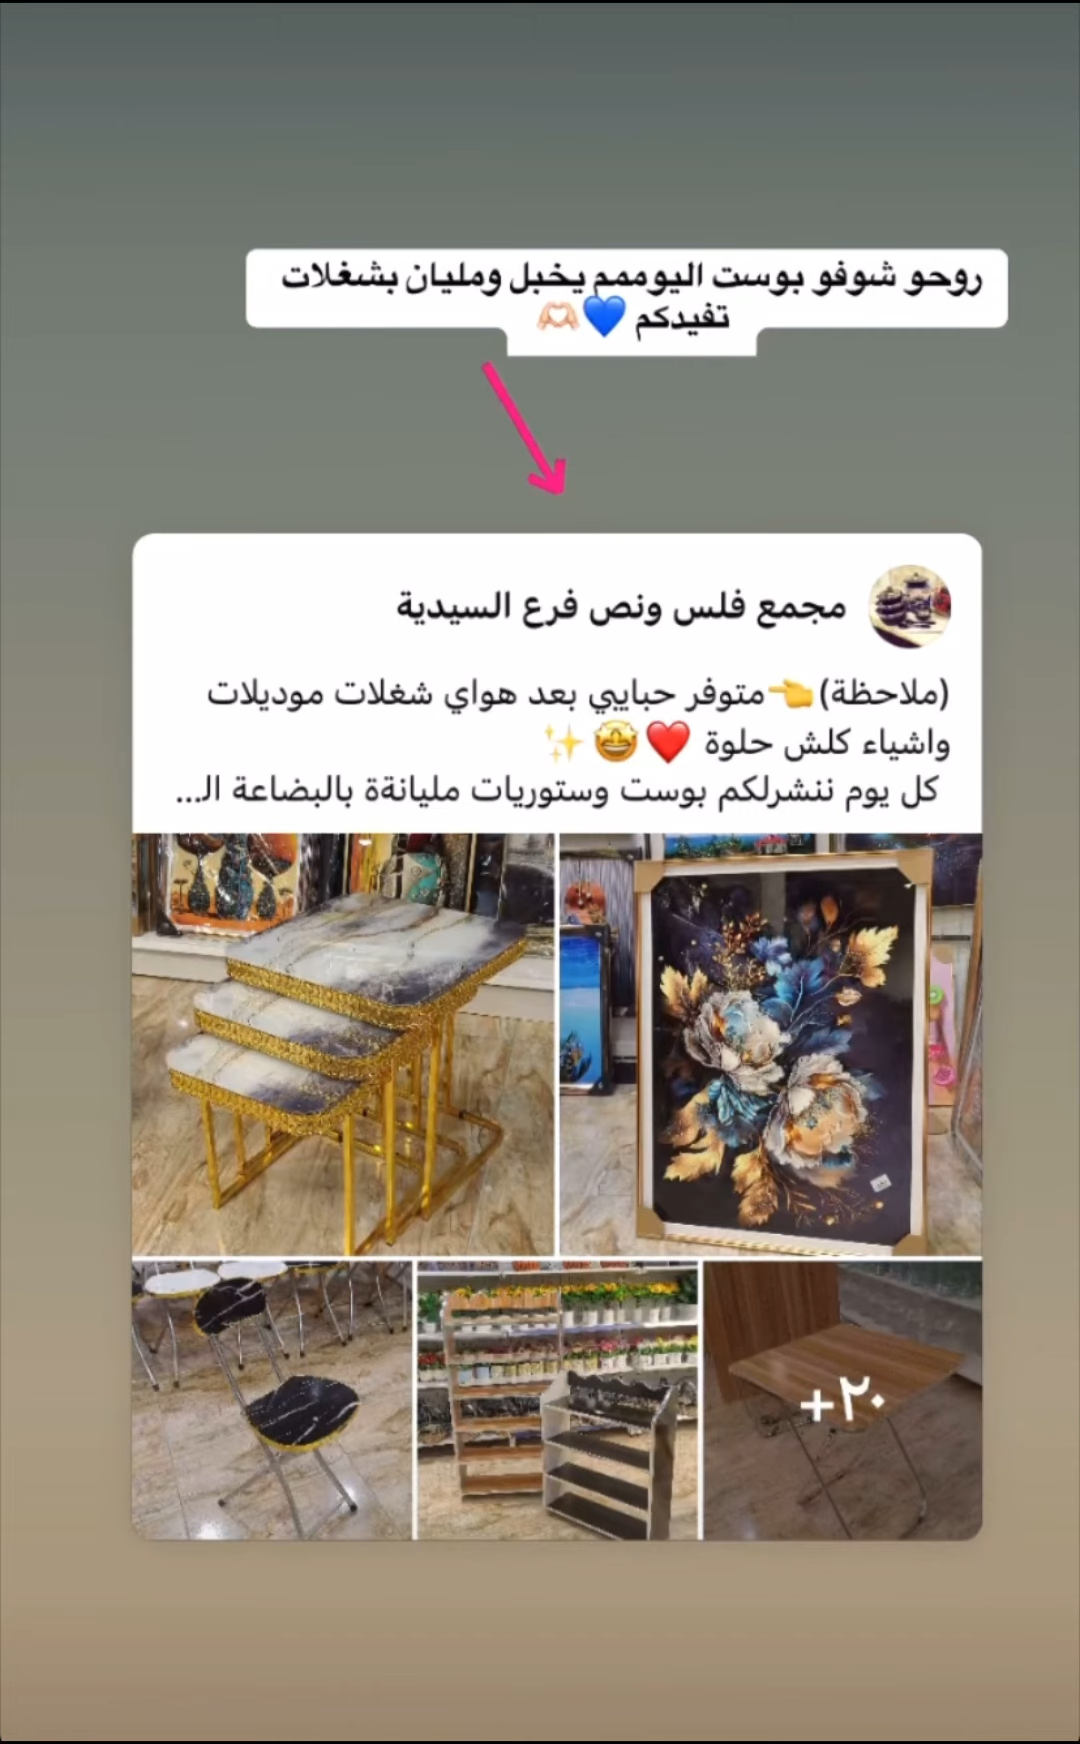 روحو شوفو بوست اليوممم يخبل ومليان بشغلات
تفيدكم 💙🫶🏻
مجمع فلس ونص فرع السيدية
(ملاحظة)👈متوفر حبايبي بعد هواي شغلات موديلات
واشياء كلش حلوة ❤️🤩✨
كل يوم ننشرلكم بوست وستوريات مليانةة بالبضاعة ال...
+٢٠